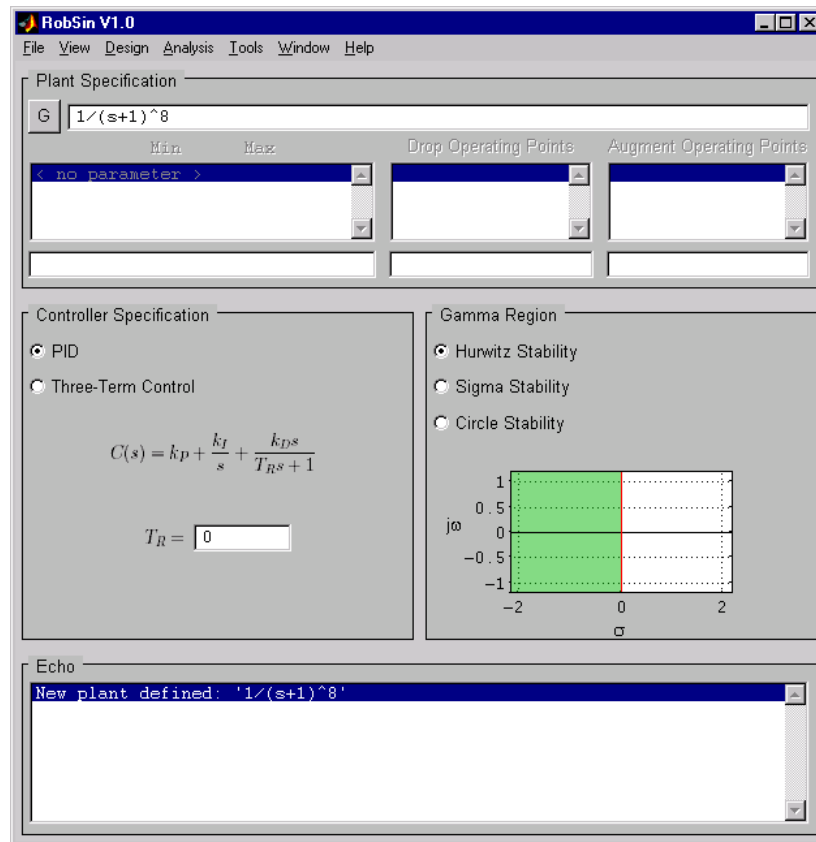 RobSin V1.0
File View Design Analysis Tools Window Help
Plant Specification
G 1/(s+1)^8
Min Max Drop Operating Points Augment Operating Points
< no parameter >
Controller Specification
PID
Three-Term Control
C(s) = k_P + \frac{k_I}{s} + \frac{k_D s}{T_R s + 1}
T_R = 0
Gamma Region
Hurwitz Stability
Sigma Stability
Circle Stability
1
0.5
0
−0.5
−1
jω
−2 0 2
σ
Echo
New plant defined: '1/(s+1)^8'